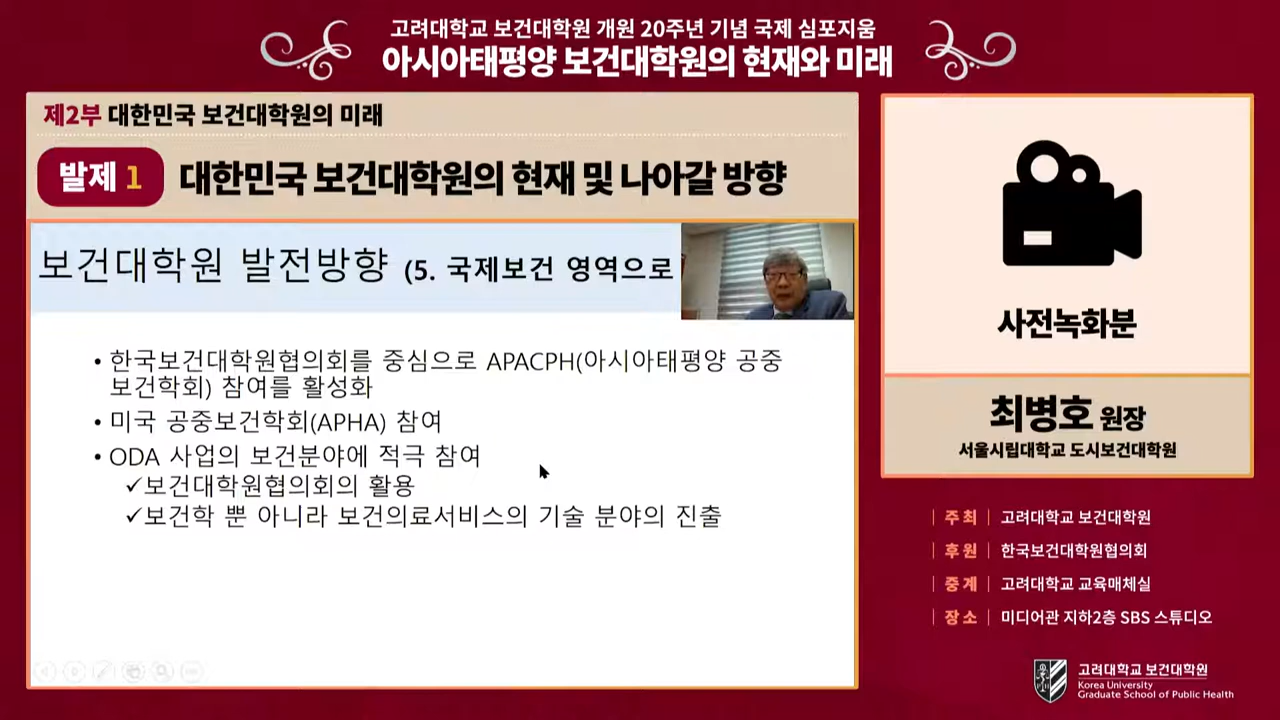 고려대학교 보건대학원 개원 20주년 기념 국제 심포지움
아시아태평양 보건대학원의 현재와 미래
제2부 대한민국 보건대학원의 미래
발제 1 대한민국 보건대학원의 현재 및 나아갈 방향
보건대학원 발전방향 (5. 국제보건 영역으로
• 한국보건대학원협의회를 중심으로 APACPH(아시아태평양 공중
보건학회) 참여를 활성화
• 미국 공중보건학회(APHA) 참여
• ODA 사업의 보건분야에 적극 참여
✓보건대학원협의회의 활용
✓보건학 뿐 아니라 보건의료서비스의 기술 분야의 진출
사전녹화분
최병호 원장
서울시립대학교 도시보건대학원
| 주 최 | 고려대학교 보건대학원
| 후 원 | 한국보건대학원협의회
| 중 계 | 고려대학교 교육매체실
| 장 소 | 미디어관 지하2층 SBS 스튜디오
고려대학교 보건대학원
Korea University
Graduate School of Public Health